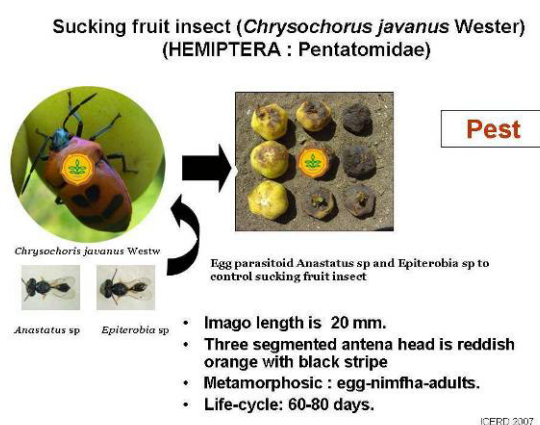 Sucking fruit insect (Chrysochorus javanus Wester)
(HEMIPTERA : Pentatomidae)
Pest
Chrysochoris javanus Westw
Egg parasitoid Anastatus sp and Epiterobia sp to
control sucking fruit insect
Anastatus sp
Epiterobia sp
• Imago length is 20 mm.
• Three segmented antena head is reddish
orange with black stripe
• Metamorphosic : egg-nimfha-adults.
• Life-cycle: 60-80 days.
ICERD 2007